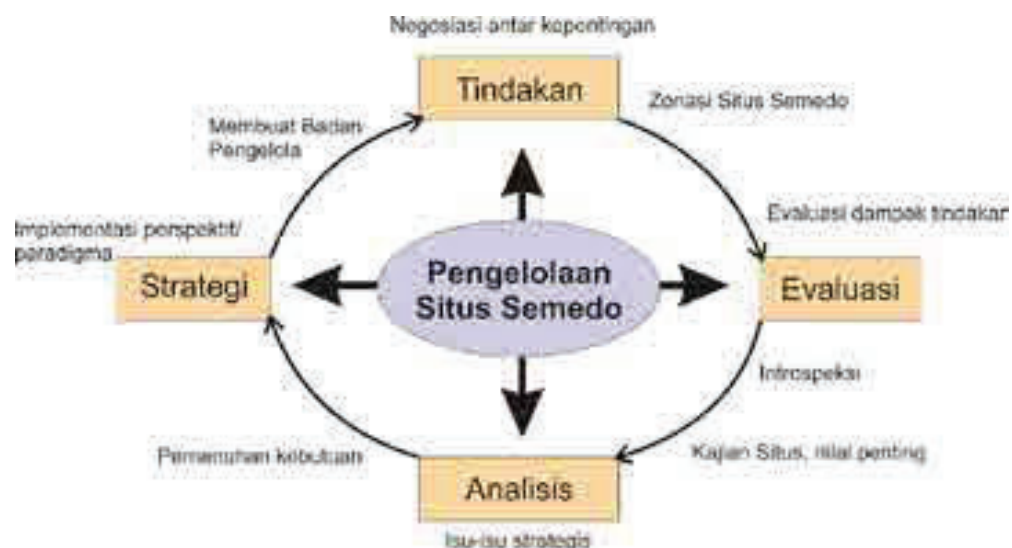 Negosiasi antar kepentingan
Tindakan
Zonasi Situs Semedo
Membuat Badan
Pengelola
Evaluasi dampak tindakan
Implementasi perspektif/
paradigma
Strategi
Pengelolaan
Situs Semedo
Evaluasi
Introspeksi
Pemenuhan kebutuan
Kajian Situs, nilai penting
Analisis
Isu-isu strategis